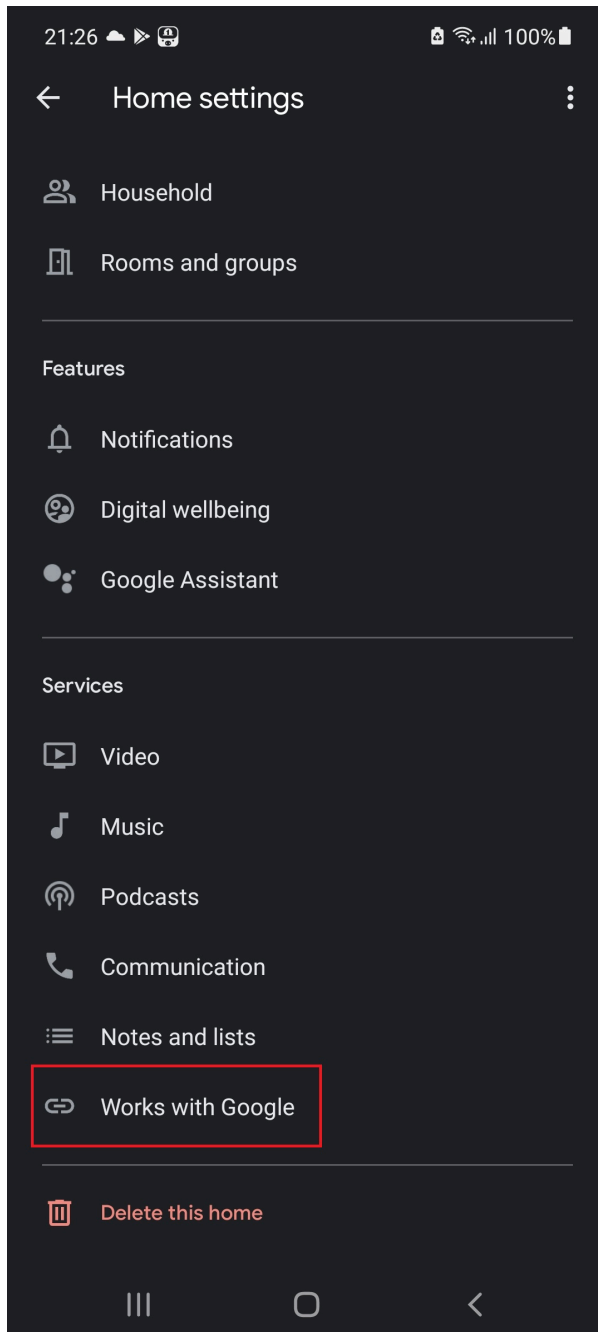 21:26
100%
Home settings
Household
Rooms and groups
Features
Notifications
Digital wellbeing
Google Assistant
Services
Video
Music
Podcasts
Communication
Notes and lists
Works with Google
Delete this home